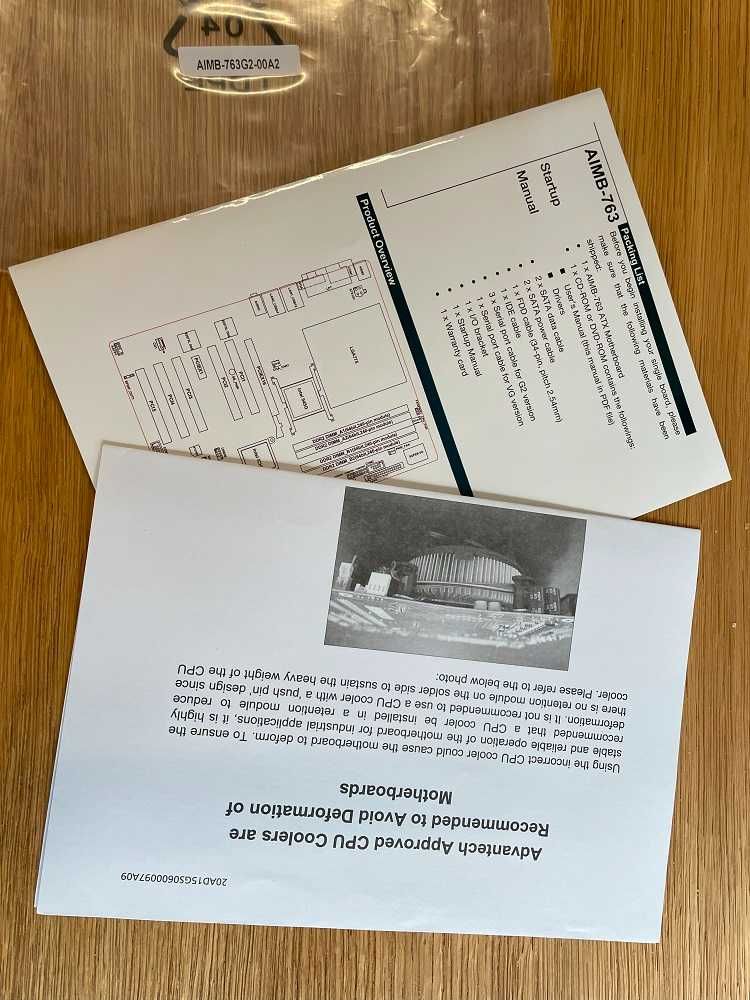 04
AIMB-763G2-00A2
AIMB-763
Startup
Manual
Packing List
Before you begin installing your single board, please
make sure that the following materials have been
shipped:
• 1 x AIMB-763 ATX Motherboard
• 1 x CD-ROM or DVD-ROM contains the followings:
■ User's Manual (this manual in PDF file)
■ Drivers
• 2 x SATA data cable
• 2 x SATA power cable
• 1 x FDD cable (34-pin, pitch 2.54mm)
• 1 x IDE cable
• 3 x Serial port cable for G2 version
• 1 x Serial port cable for VG version
• 1 x I/O bracket
• 1 x Startup Manual
• 1 x Warranty card
Product Overview
LGA775
PCI5
PCI4
PCI3
PCI2
PCI1
20AD15GS0600097A09
Advantech Approved CPU Coolers are
Recommended to Avoid Deformation of
Motherboards
Using the incorrect CPU cooler could cause the motherboard to deform. To ensure the
stable and reliable operation of the motherboard for industrial applications, it is highly
recommended that a CPU cooler be installed in a retention module to reduce
deformation. It is not recommended to use a CPU cooler with a 'push pin' design since
there is no retention module on the solder side to sustain the heavy weight of the CPU
cooler. Please refer to the below photo: